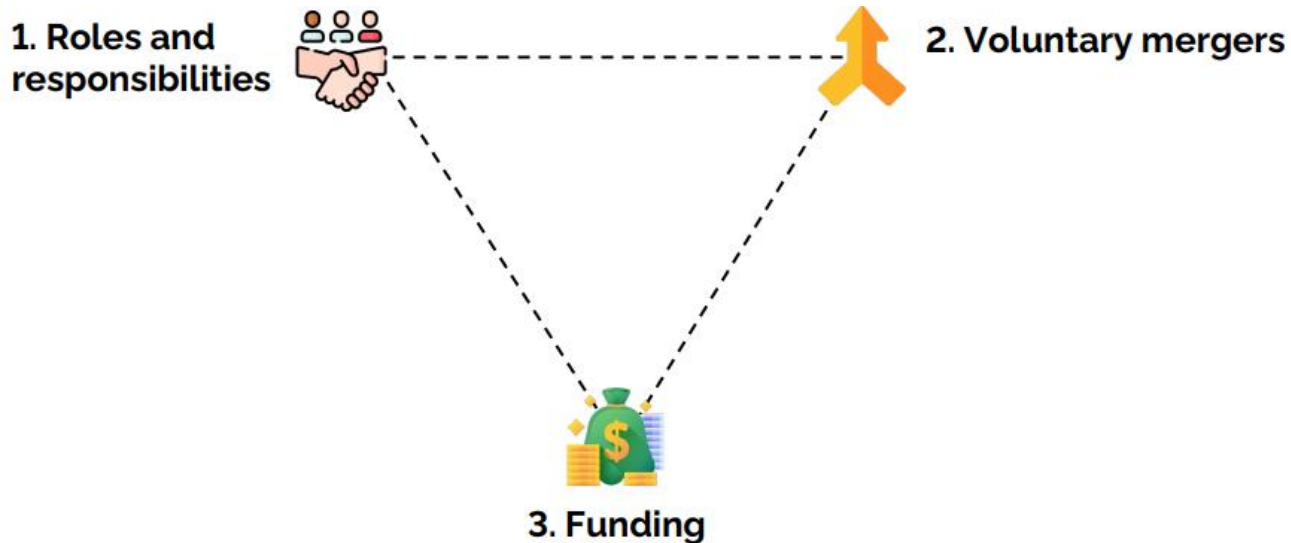 1. Roles and
responsibilities
2. Voluntary mergers
$
3. Funding